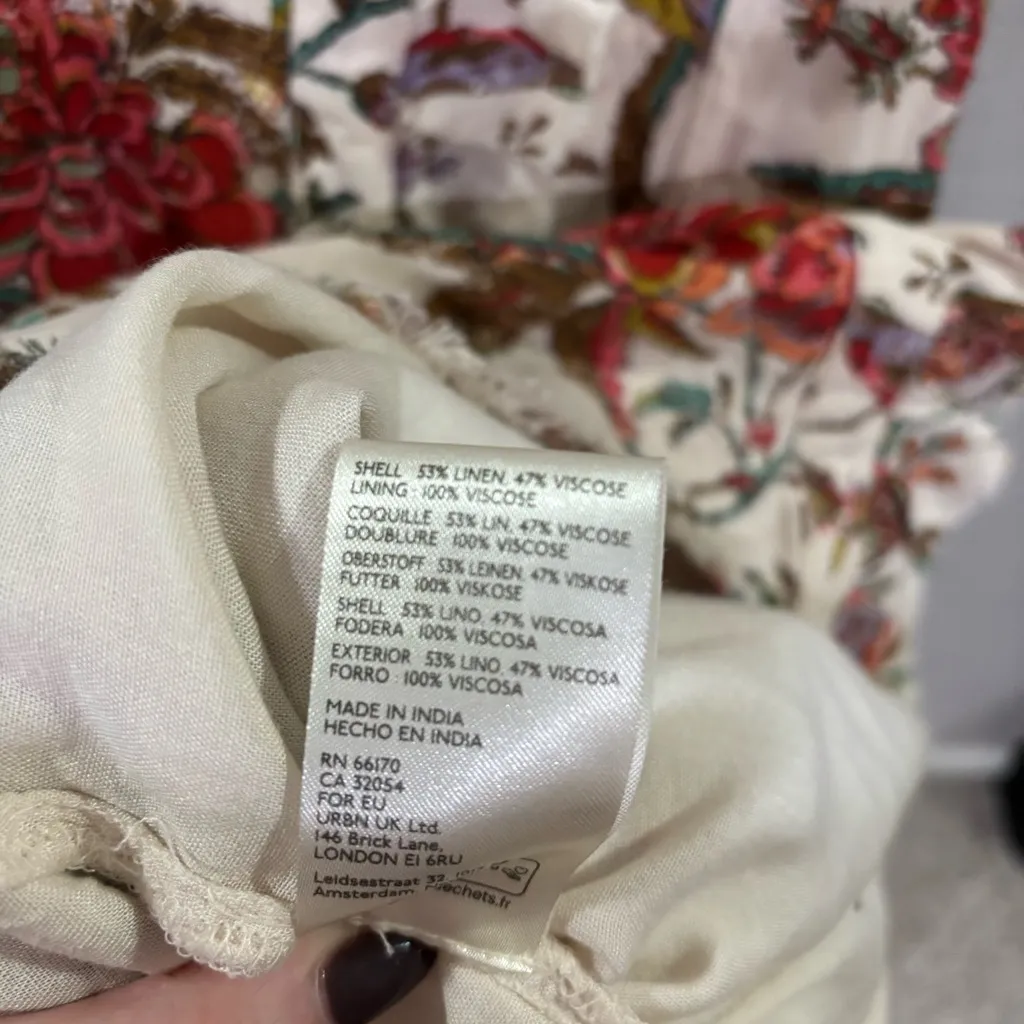 SHELL 53% LINEN, 47% VISCOSE
LINING 100% VISCOSE
COQUILLE 53% LIN, 47% VISCOSE
DOUBLURE 100% VISCOSE
OBERSTOFF 53% LEINEN, 47% VISKOSE
FUTTER 100% VISKOSE
SHELL 53% LINO, 47% VISCOSA
FODERA 100% VISCOSA
EXTERIOR 53% LINO, 47% VISCOSA
FORRO 100% VISCOSA
MADE IN INDIA
HECHO EN INDIA
RN 66170
CA 32054
FOR EU
URBN UK Ltd.
146 Brick Lane,
LONDON E1 6RU
Leidsestraat 32
Amsterdam